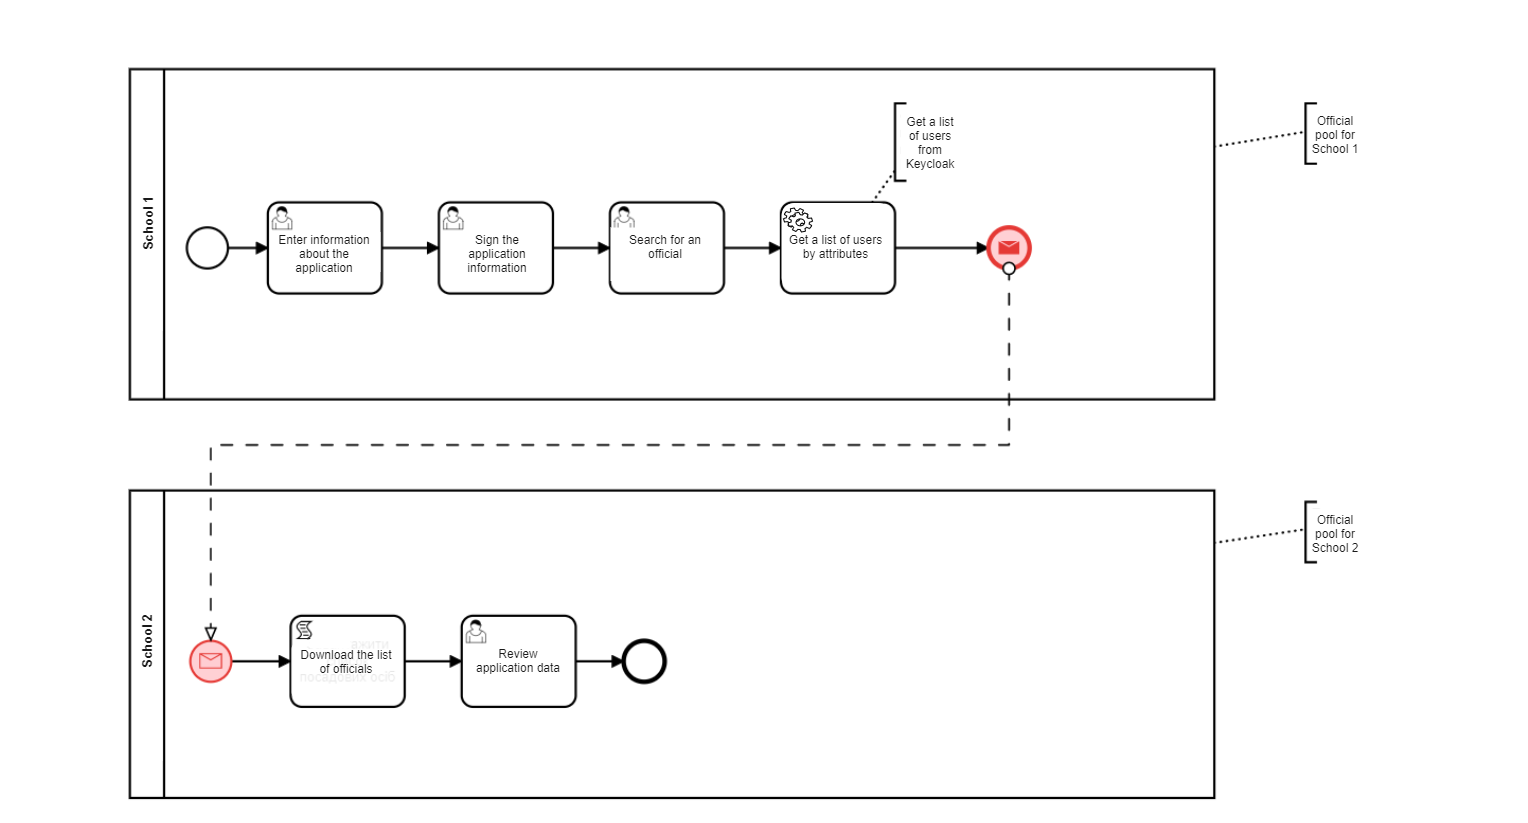 School 1
Enter information
about the
application
Sign the
application
information
Search for an
official
Get a list of users
by attributes
Get a list
of users
from
Keycloak
Official
pool for
School 1
School 2
Download the list
of officials
посадових осіб
Review
application data
Official
pool for
School 2